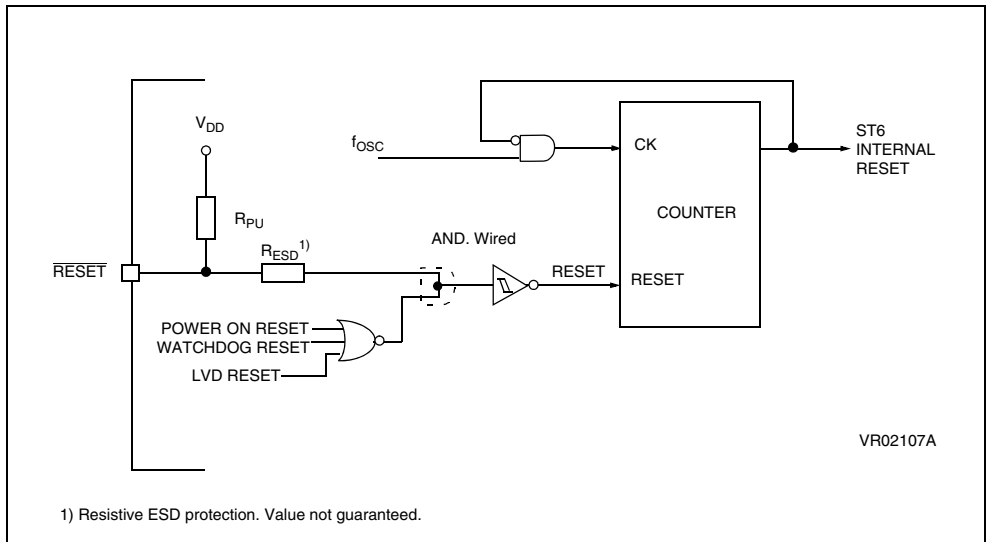 V_DD
f_OSC
CK
ST6
INTERNAL
RESET
COUNTER
R_PU
AND. Wired
R_ESD^1)
RESET
RESET
RESET
POWER ON RESET
WATCHDOG RESET
LVD RESET
VR02107A
1) Resistive ESD protection. Value not guaranteed.